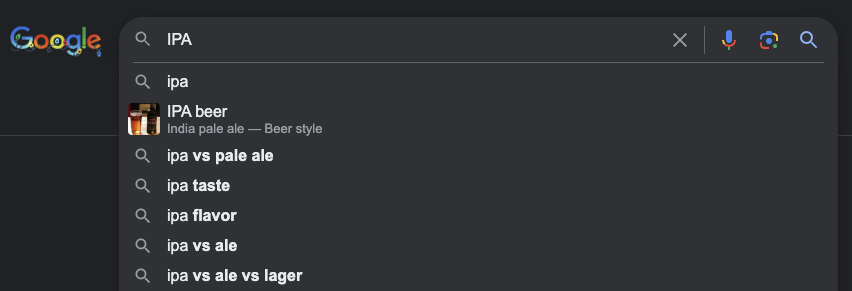 Google
IPA
ipa
IPA beer
India pale ale — Beer style
ipa vs pale ale
ipa taste
ipa flavor
ipa vs ale
ipa vs ale vs lager